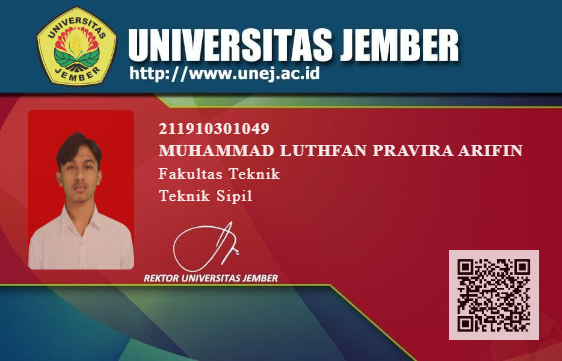 UNIVERSITAS
JEMBER
UNIVERSITAS JEMBER
http://www.unej.ac.id
211910301049
MUHAMMAD LUTHFAN PRAVIRA ARIFIN
Fakultas Teknik
Teknik Sipil
REKTOR UNIVERSITAS JEMBER